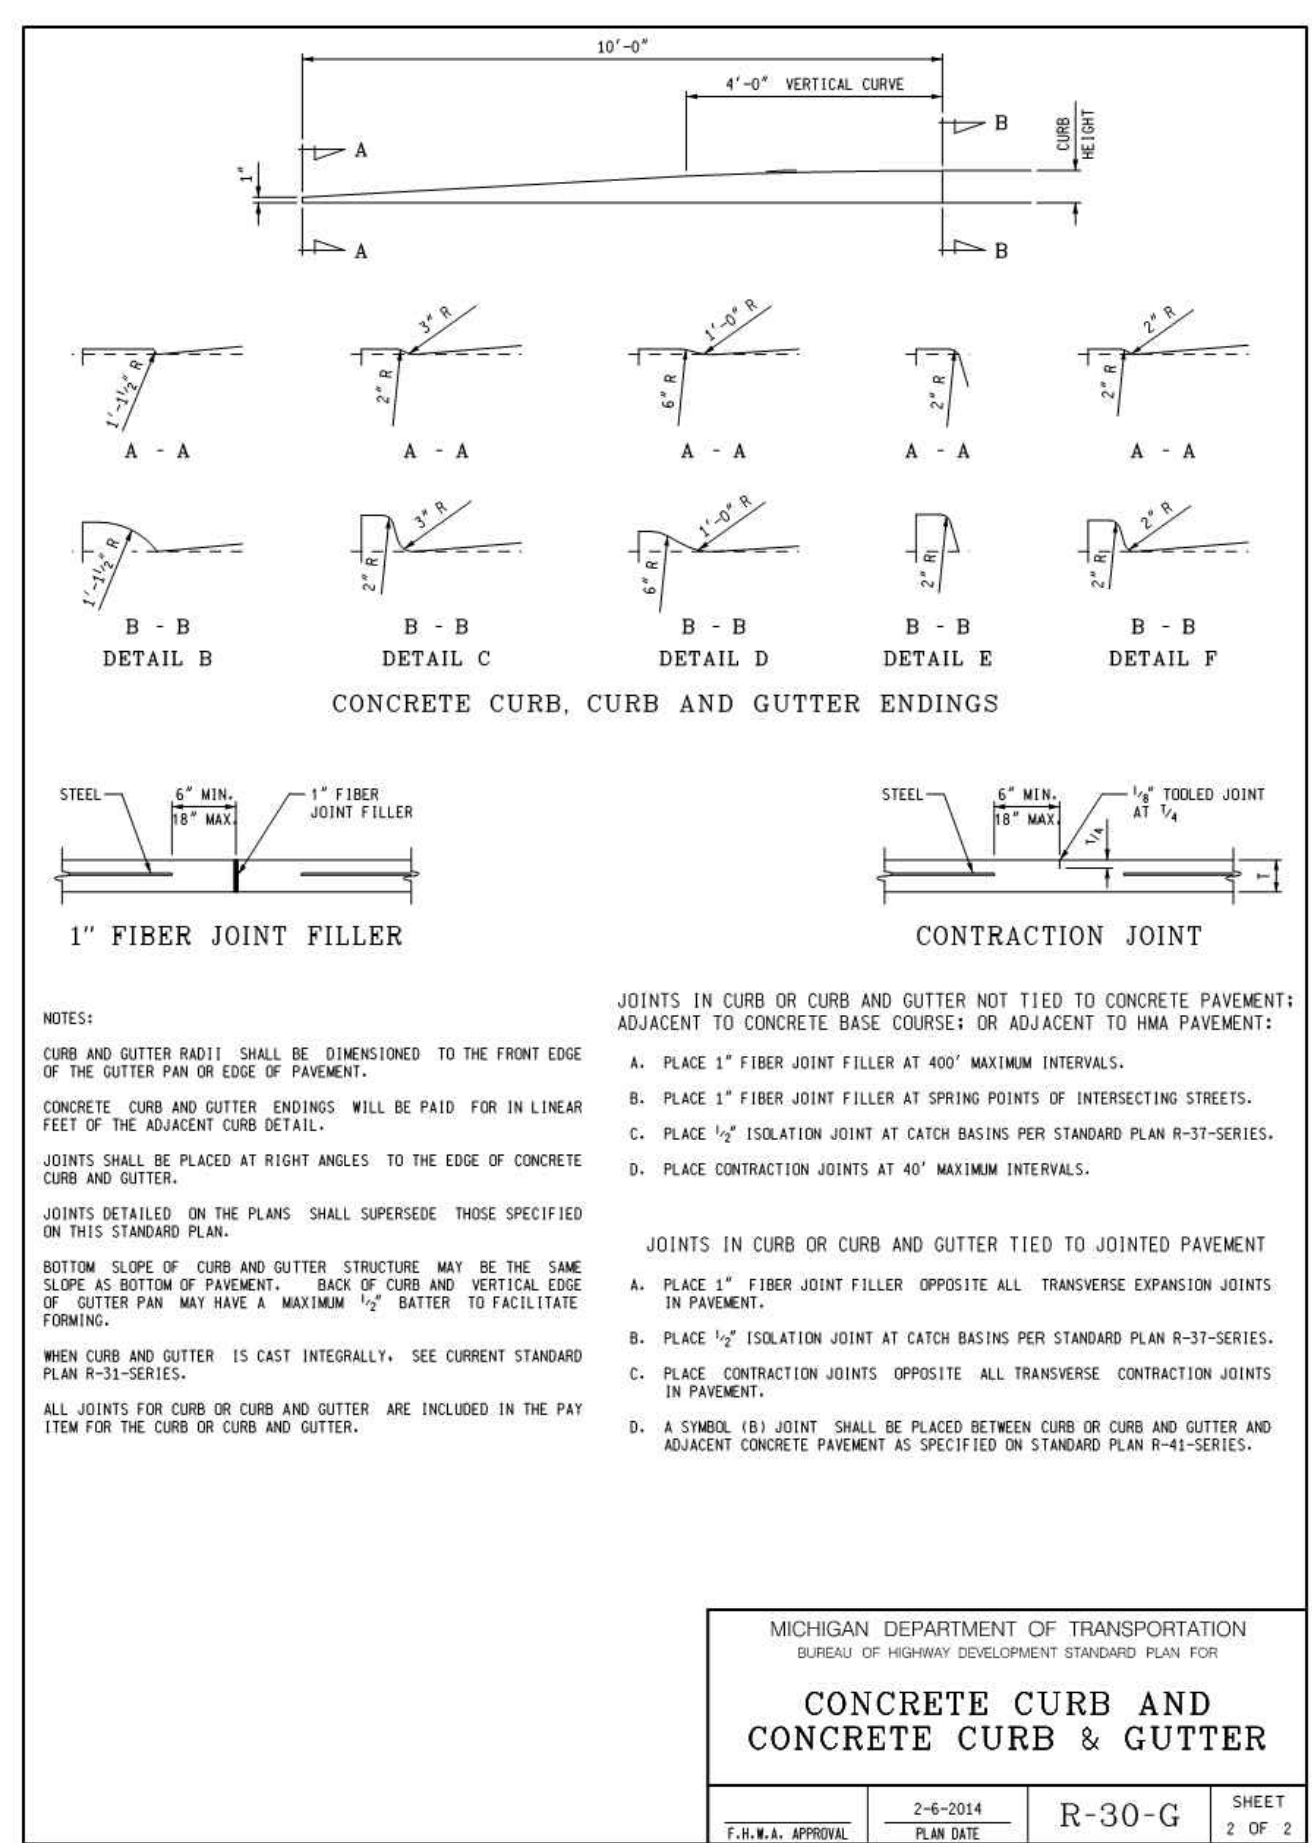 10'-0"
4'-0" VERTICAL CURVE
A
B
CURB
HEIGHT
1"
A
B
1'-1½" R
3" R
2" R
1'-0" R
6" R
2" R
2" R
2" R
A - A
A - A
A - A
A - A
A - A
1'-1½" R
3" R
2" R
1'-0" R
6" R
2" R
2" R
2" R
B - B
B - B
B - B
B - B
B - B
DETAIL B
DETAIL C
DETAIL D
DETAIL E
DETAIL F
CONCRETE CURB, CURB AND GUTTER ENDINGS
STEEL
6" MIN.
18" MAX.
1" FIBER
JOINT FILLER
1" FIBER JOINT FILLER
STEEL
6" MIN.
18" MAX.
T/4
1/8" TOOLED JOINT
AT T/4
T
CONTRACTION JOINT
NOTES:
CURB AND GUTTER RADII SHALL BE DIMENSIONED TO THE FRONT EDGE
OF THE GUTTER PAN OR EDGE OF PAVEMENT.
CONCRETE CURB AND GUTTER ENDINGS WILL BE PAID FOR IN LINEAR
FEET OF THE ADJACENT CURB DETAIL.
JOINTS SHALL BE PLACED AT RIGHT ANGLES TO THE EDGE OF CONCRETE
CURB AND GUTTER.
JOINTS DETAILED ON THE PLANS SHALL SUPERSEDE THOSE SPECIFIED
ON THIS STANDARD PLAN.
BOTTOM SLOPE OF CURB AND GUTTER STRUCTURE MAY BE THE SAME
SLOPE AS BOTTOM OF PAVEMENT. BACK OF CURB AND VERTICAL EDGE
OF GUTTER PAN MAY HAVE A MAXIMUM 1/2" BATTER TO FACILITATE
FORMING.
WHEN CURB AND GUTTER IS CAST INTEGRALLY. SEE CURRENT STANDARD
PLAN R-31-SERIES.
ALL JOINTS FOR CURB OR CURB AND GUTTER ARE INCLUDED IN THE PAY
ITEM FOR THE CURB OR CURB AND GUTTER.
JOINTS IN CURB OR CURB AND GUTTER NOT TIED TO CONCRETE PAVEMENT;
ADJACENT TO CONCRETE BASE COURSE; OR ADJACENT TO HMA PAVEMENT:
A. PLACE 1" FIBER JOINT FILLER AT 400' MAXIMUM INTERVALS.
B. PLACE 1" FIBER JOINT FILLER AT SPRING POINTS OF INTERSECTING STREETS.
C. PLACE 1/2" ISOLATION JOINT AT CATCH BASINS PER STANDARD PLAN R-37-SERIES.
D. PLACE CONTRACTION JOINTS AT 40' MAXIMUM INTERVALS.
JOINTS IN CURB OR CURB AND GUTTER TIED TO JOINTED PAVEMENT
A. PLACE 1" FIBER JOINT FILLER OPPOSITE ALL TRANSVERSE EXPANSION JOINTS
IN PAVEMENT.
B. PLACE 1/2" ISOLATION JOINT AT CATCH BASINS PER STANDARD PLAN R-37-SERIES.
C. PLACE CONTRACTION JOINTS OPPOSITE ALL TRANSVERSE CONTRACTION JOINTS
IN PAVEMENT.
D. A SYMBOL (B) JOINT SHALL BE PLACED BETWEEN CURB OR CURB AND GUTTER AND
ADJACENT CONCRETE PAVEMENT AS SPECIFIED ON STANDARD PLAN R-41-SERIES.
MICHIGAN DEPARTMENT OF TRANSPORTATION
BUREAU OF HIGHWAY DEVELOPMENT STANDARD PLAN FOR
CONCRETE CURB AND
CONCRETE CURB & GUTTER
F.H.W.A. APPROVAL
2-6-2014
PLAN DATE
R-30-G
SHEET
2 OF 2